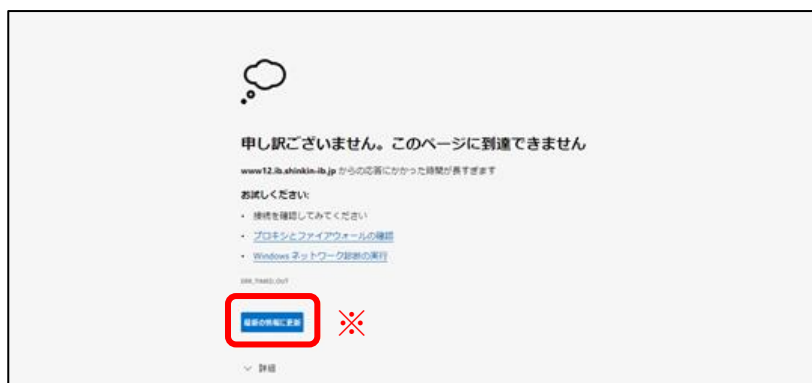 申し訳ございません。このページに到達できません
www12.ib.shinkin-ib.jp からの応答にかかった時間が長すぎます
お試しください:
・ 接続を確認してみてください
・ プロキシとファイアウォールの確認
・ Windows ネットワーク診断の実行
ERR_TIMED_OUT
最新の情報に更新 ※
詳細